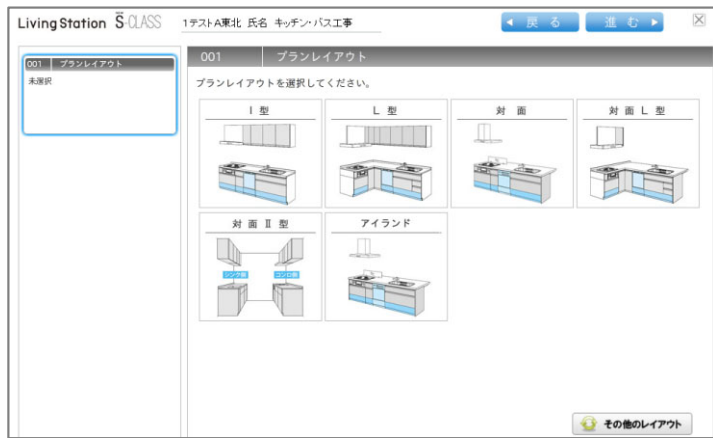 Living Station S-CLASS
1テストA東北 氏名 キッチン・バス工事
戻る
進む
001 プランレイアウト
未選択
001 プランレイアウト
プランレイアウトを選択してください。
I 型
L 型
対 面
対 面 L 型
対 面 Ⅱ 型
シンク側
コンロ側
アイランド
その他のレイアウト